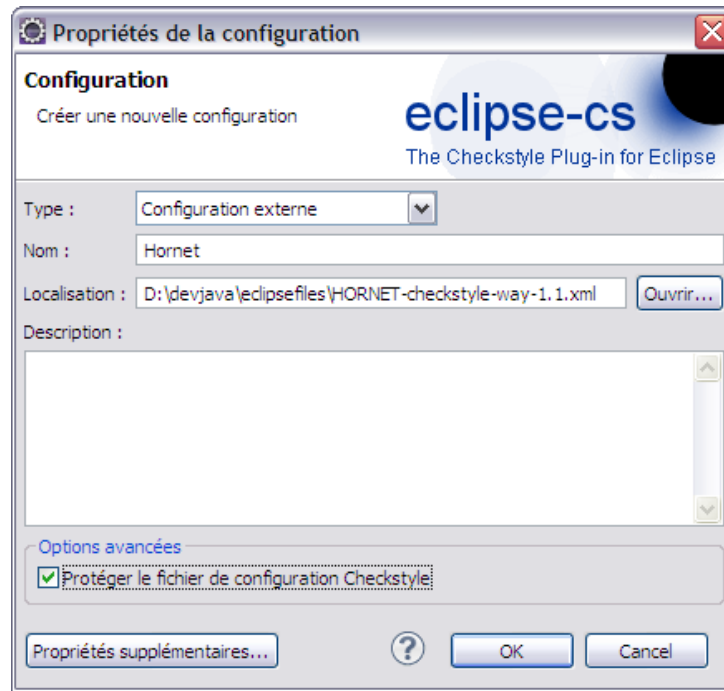 Propriétés de la configuration
Configuration
Créer une nouvelle configuration
eclipse-cs
The Checkstyle Plug-in for Eclipse
Type : Configuration externe
Nom : Hornet
Localisation : D:\devjava\eclipsefiles\HORNET-checkstyle-way-1.1.xml Ouvrir...
Description :
Options avancées
Protéger le fichier de configuration Checkstyle
Propriétés supplémentaires... ? OK Cancel